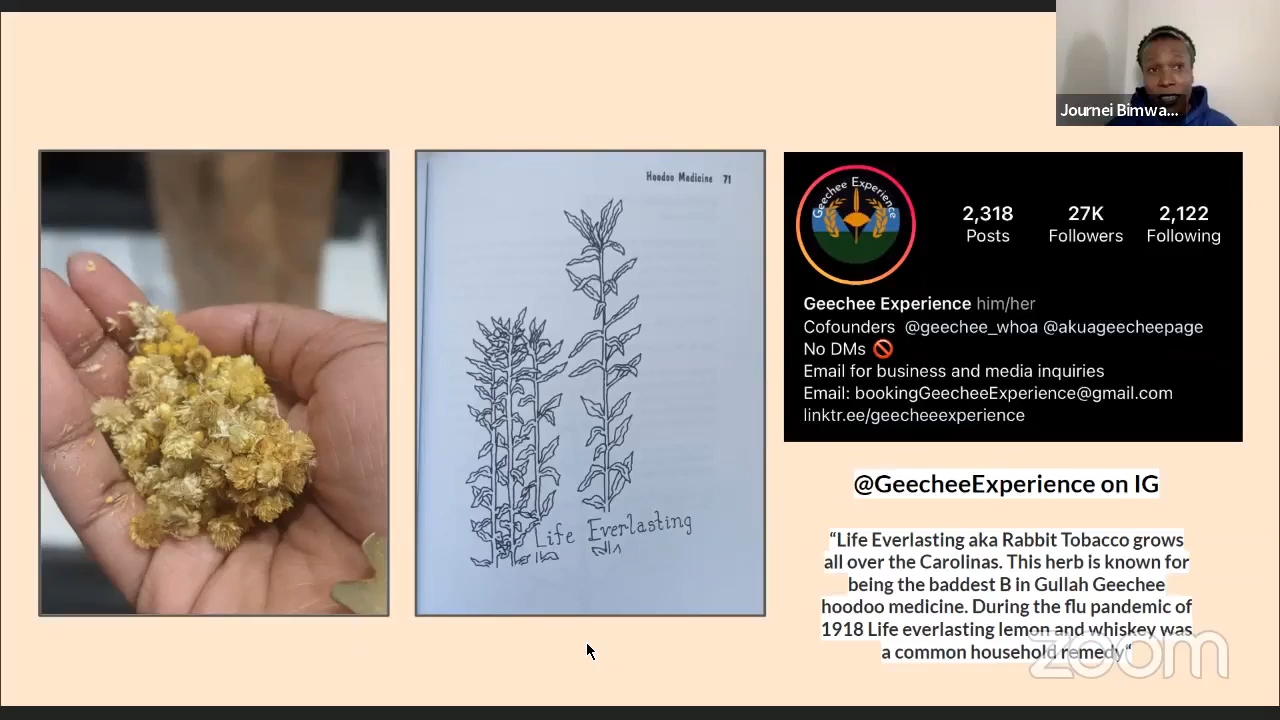 Journei Bimwa...
Hoodoo Medicine 71
Life Everlasting
Geechee Experience
2,318 27K 2,122
Posts Followers Following
Geechee Experience him/her
Cofounders @geechee_whoa @akuageecheepage
No DMs 🚫
Email for business and media inquiries
Email: bookingGeecheeExperience@gmail.com
linktr.ee/geecheeexperience
@GeecheeExperience on IG
“Life Everlasting aka Rabbit Tobacco grows
all over the Carolinas. This herb is known for
being the baddest B in Gullah Geechee
hoodoo medicine. During the flu pandemic of
1918 Life everlasting lemon and whiskey was
a common household remedy“
zoom